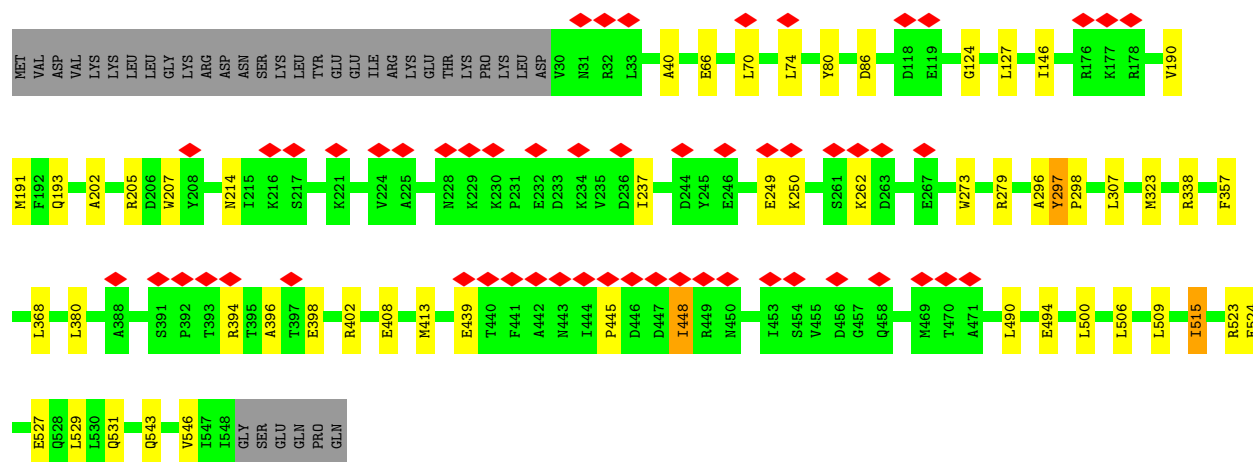 MET VAL ASP VAL LYS LYS LEU LEU GLY LYS ARG ASP ASN SER LYS LEU TYR GLU GLU ILE ARG LYS GLU THR LYS PRO LYS LEU ASP V30 N31 R32 L33 A40 E66 L70 L74 Y80 D86 D118 E119 G124 L127 I146 R176 K177 R178 V190
M191 F192 Q193 A202 R205 D206 W207 Y208 N214 I215 K216 S217 K221 V224 A225 N228 K229 K230 P231 E232 D233 K234 V235 D236 I237 D244 Y245 E246 E249 K250 S261 K262 D263 E267 W273 R279 A296 Y297 P298 L307 M323 R338 F357
L368 L380 A388 S391 P392 T393 R394 T395 A396 T397 E398 R402 E408 M413 E439 T440 F441 A442 N443 I444 P445 D446 D447 I448 R449 N450 I453 S454 V455 D456 G457 Q458 M469 T470 A471 L490 E494 L500 L506 L509 I515 R523
E527 Q528 L529 L530 Q531 Q543 V546 I547 I548 GLY SER GLU GLN PRO GLN